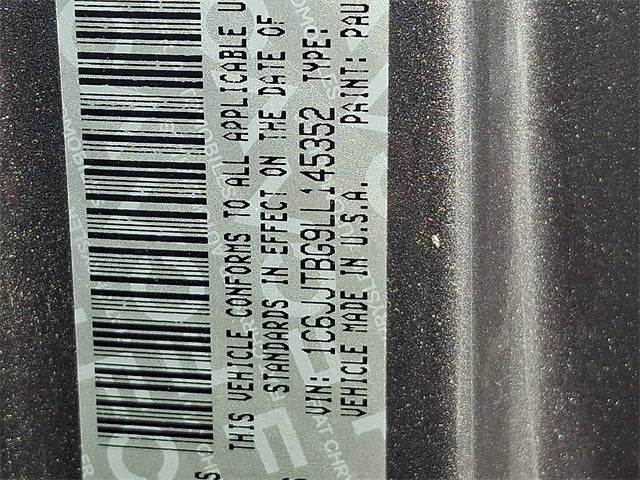 THIS VEHICLE CONFORMS TO ALL APPLICABLE U
STANDARDS IN EFFECT ON THE DATE OF
VIN: 1C6JJTBG9LL145352 TYPE:
VEHICLE MADE IN U.S.A. PAINT: PAU